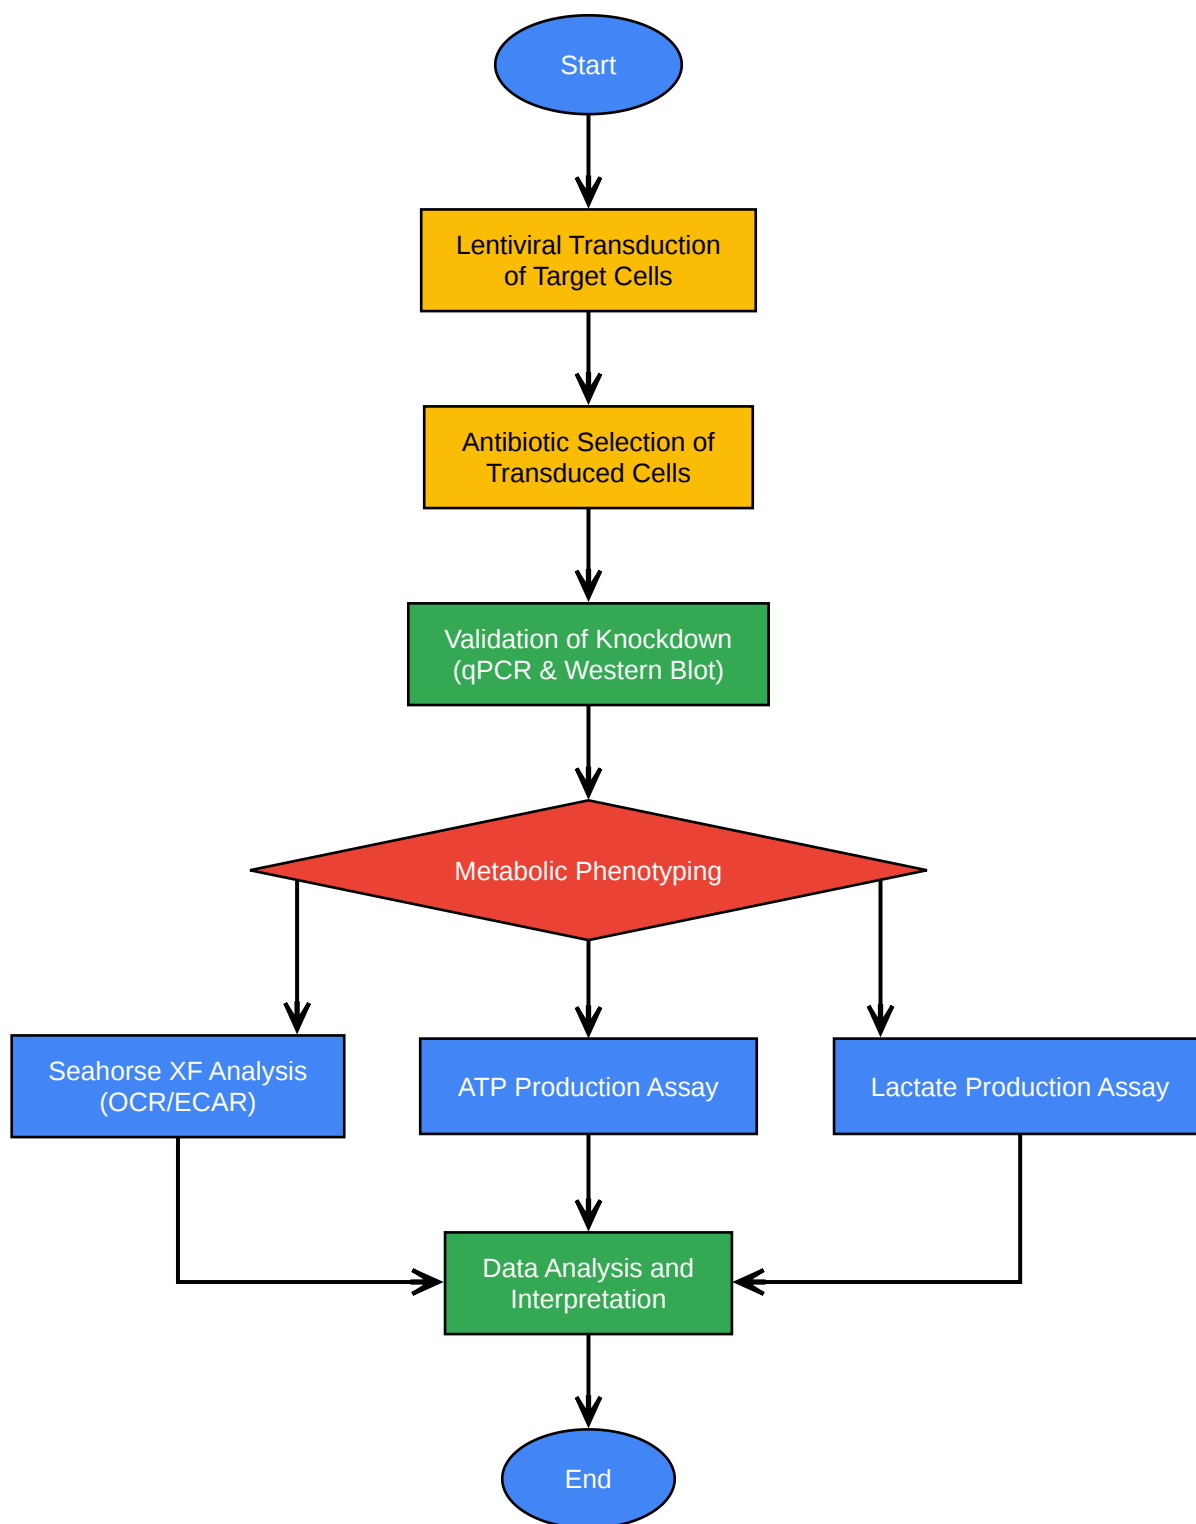 Start
Lentiviral Transduction
of Target Cells
Antibiotic Selection of
Transduced Cells
Validation of Knockdown
(qPCR & Western Blot)
Metabolic Phenotyping
Seahorse XF Analysis
(OCR/ECAR)
ATP Production Assay
Lactate Production Assay
Data Analysis and
Interpretation
End